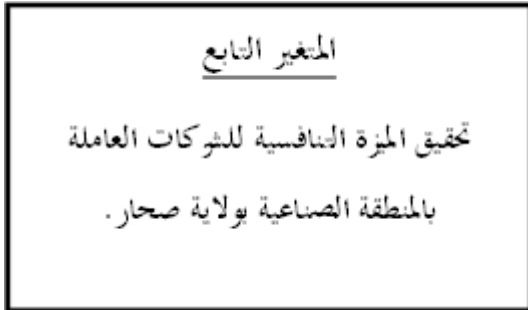 المتغير التابع
تحقيق الميزة التنافسية للشركات العاملة
بالمنطقة الصناعية بولاية صحار.